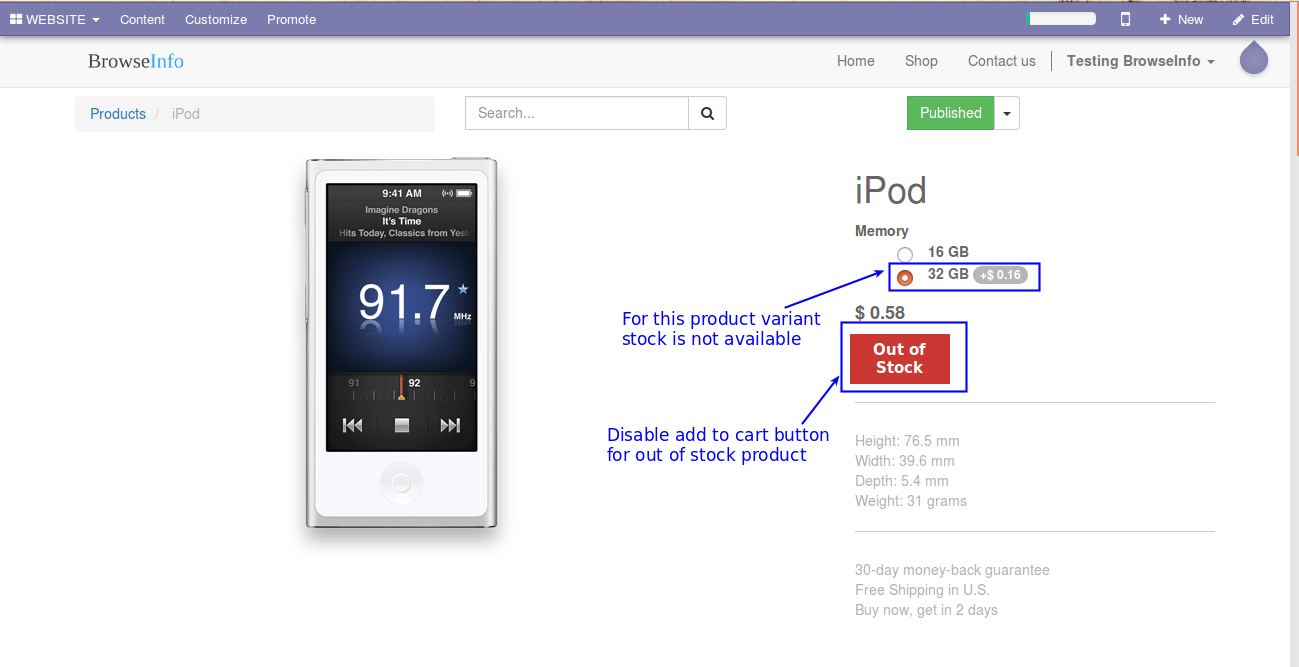 WEBSITE Content Customize Promote New Edit
BrowseInfo Home Shop Contact us Testing BrowseInfo
Products / iPod Search... Published
9:41 AM
Imagine Dragons
It's Time
Hits Today, Classics from Yest
91.7
MHz
91 92 9
iPod
Memory
16 GB
32 GB +$ 0.16
For this product variant
stock is not available
$ 0.58
Out of
Stock
Disable add to cart button
for out of stock product
Height: 76.5 mm
Width: 39.6 mm
Depth: 5.4 mm
Weight: 31 grams
30-day money-back guarantee
Free Shipping in U.S.
Buy now, get in 2 days